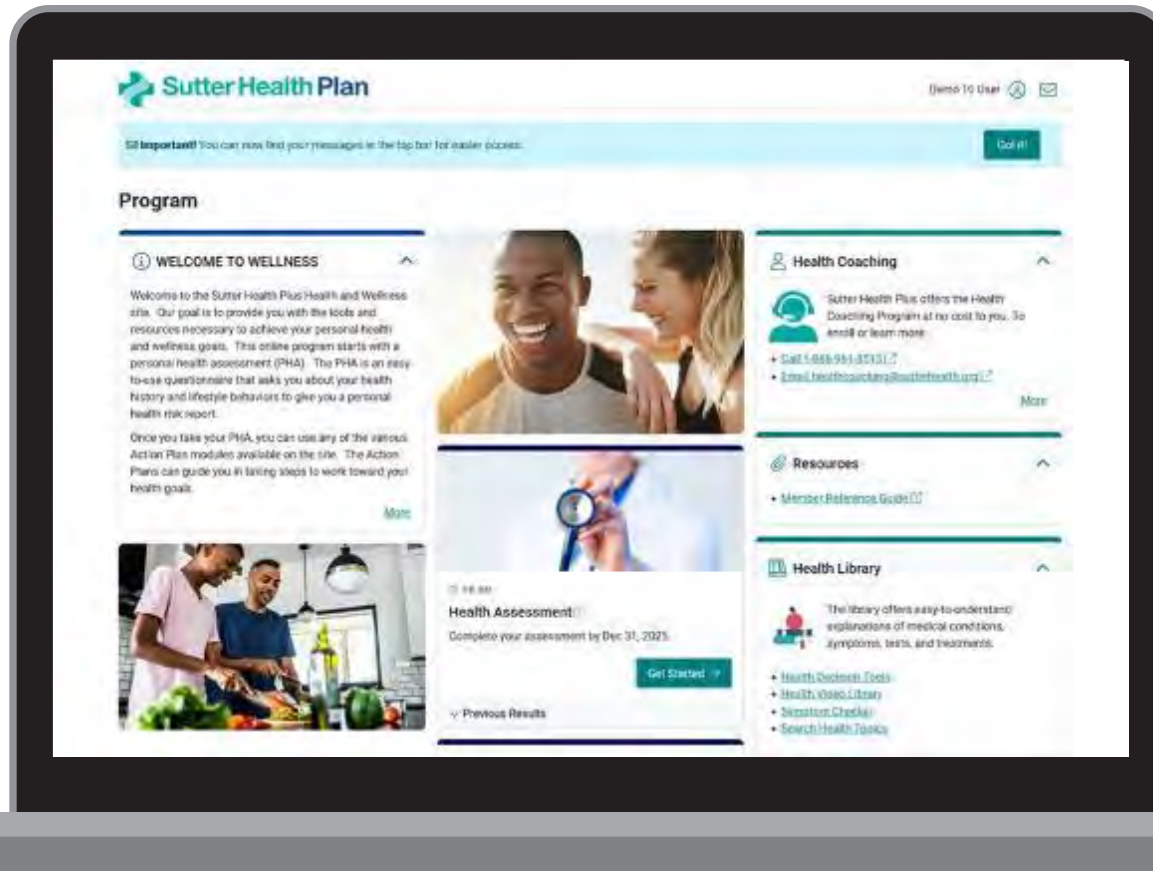 Sutter Health Plan
Demo 10 User
Important! You can now find your messages in the top bar for easier access.
Got it!
Program
WELCOME TO WELLNESS
Welcome to the Sutter Health Plus Health and Wellness
site. Our goal is to provide you with the tools and
resources necessary to achieve your personal health
and wellness goals. This online program starts with a
personal health assessment (PHA). The PHA is an easy-
to-use questionnaire that asks you about your health
history and lifestyle behaviors to give you a personal
health risk report.
Once you take your PHA, you can use any of the various
Action Plan modules available on the site. The Action
Plans can guide you in taking steps to work toward your
health goals.
More
Health Assessment
Complete your assessment by Dec 31, 2025.
Get Started →
Previous Results
Health Coaching
Sutter Health Plus offers the Health
Coaching Program at no cost to you. To
enroll or learn more:
• Call
• Email healthcoaching@sutterhealth.org
More
Resources
• Member Reference Guide
Health Library
The library offers easy-to-understand
explanations of medical conditions,
symptoms, tests, and treatments.
• Health Decision Tools
• Health Video Library
• Symptom Checker
• Search Health Topics